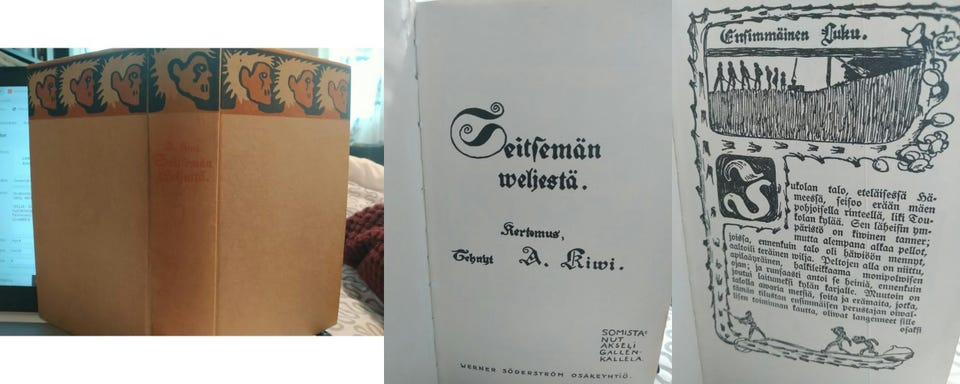 A. Kiwi
Seitsemän
weljestä.
Seitsemän
weljestä.
Kertomus,
Tehnyt A. Kiwi.
SOMISTA=
NUT
AKSELI
GALLEN-
KALLELA.
WERNER SÖDERSTRÖM OSAKEYHTIÖ.
Ensimmäinen Luku.
Jukolan talo, eteläisessä Hä-
meessä, seisoo erään mäen
pohjoisella rinteellä, liki Tou-
kolan kylää. Sen läheisin ym-
päristö on kiwinen tanner;
mutta alempana alkaa pellot,
joissa, ennenkuin talo oli häwiöön mennyt,
aaltoili teräinen wilja. Peltojen alla on niittu,
apilaäyräinen, halkileikkaama monipolwisen
ojan; ja runsaasti antoi se heiniä, ennenkuin
joutui laitumeksi kylän karjalle. Muutoin on
talolla awaria metsiä, soita ja erämaita, jotka,
tämän tilustan ensimmäisen perustajan oiwal-
lisen toiminnan kautta, oliwat langenneet sille
osaksi